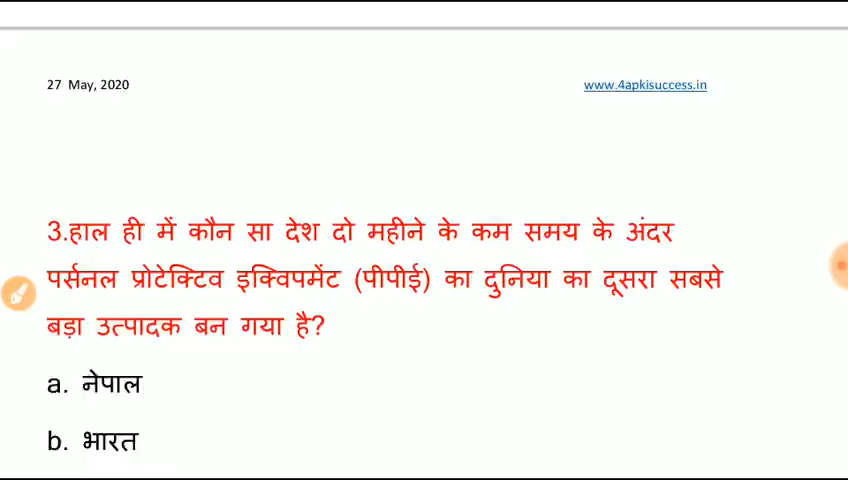 27 May, 2020
www.4apkisuccess.in
3.हाल ही में कौन सा देश दो महीने के कम समय के अंदर
पर्सनल प्रोटेक्टिव इक्विपमेंट (पीपीई) का दुनिया का दूसरा सबसे
बड़ा उत्पादक बन गया है?
a. नेपाल
b. भारत